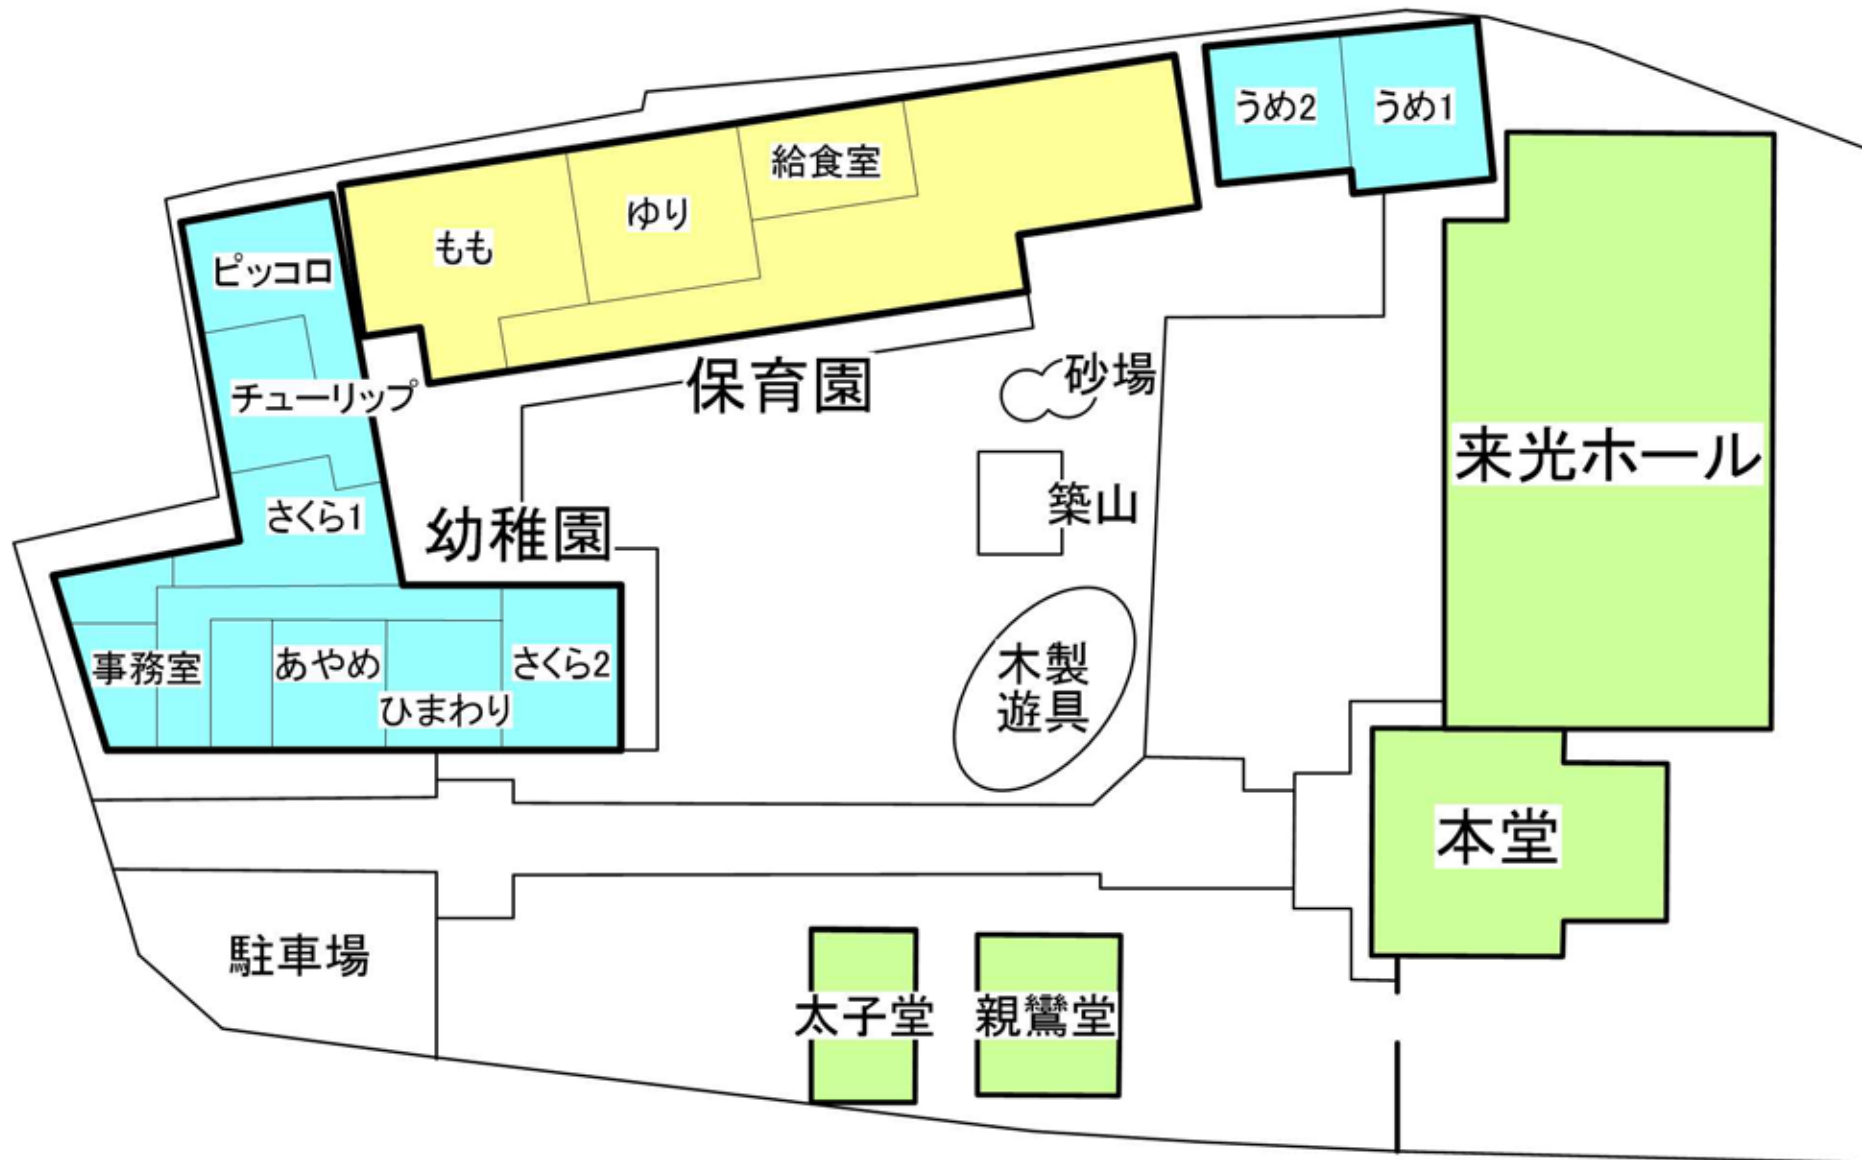 うめ2
うめ1
給食室
ゆり
もも
ピッコロ
チューリップ
保育園
砂場
来光ホール
築山
さくら1
幼稚園
事務室
あやめ
さくら2
ひまわり
木製
遊具
本堂
駐車場
太子堂
親鸞堂